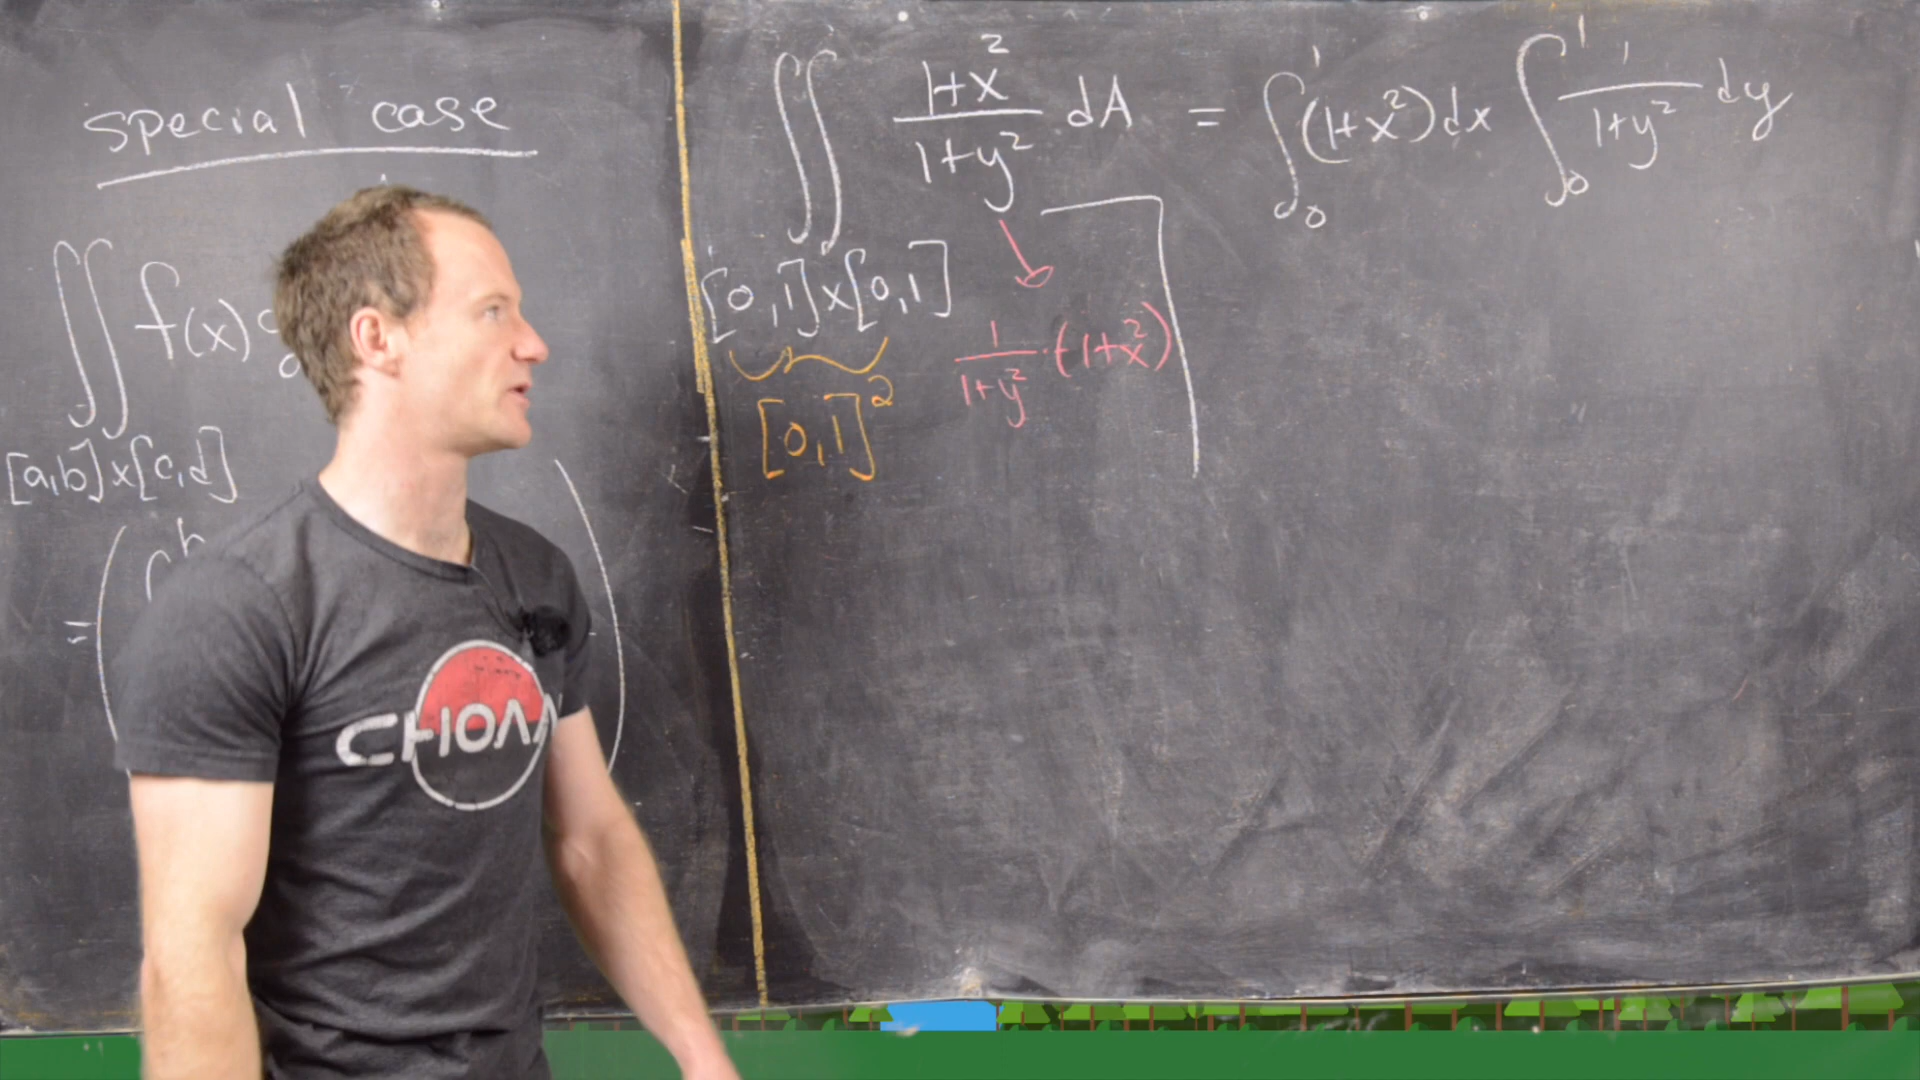 special case
∬ f(x) g
[a,b]x[c,d]
= (∫ b
∬ 1+x² / 1+y² dA = ∫₀¹ (1+x²)dx ∫₀¹ 1/1+y² dy
[0,1]x[0,1]
[0,1]²
1/1+y² · (1+x²)
CHOAM